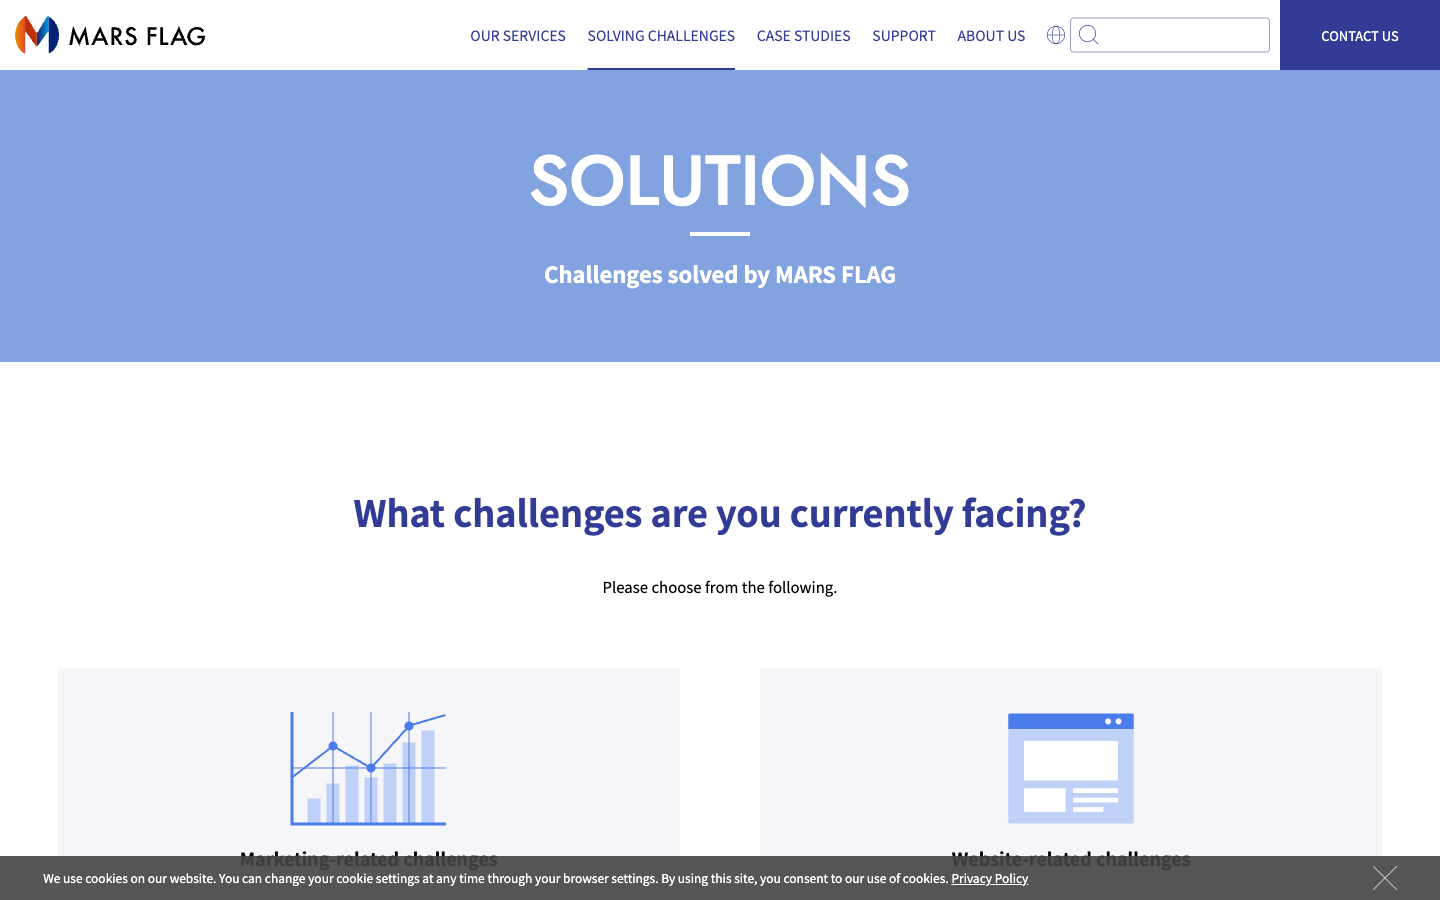 MARS FLAG
OUR SERVICES
SOLVING CHALLENGES
CASE STUDIES
SUPPORT
ABOUT US
CONTACT US
SOLUTIONS
Challenges solved by MARS FLAG
What challenges are you currently facing?
Please choose from the following.
Marketing-related challenges
Website-related challenges
We use cookies on our website. You can change your cookie settings at any time through your browser settings. By using this site, you consent to our use of cookies. Privacy Policy